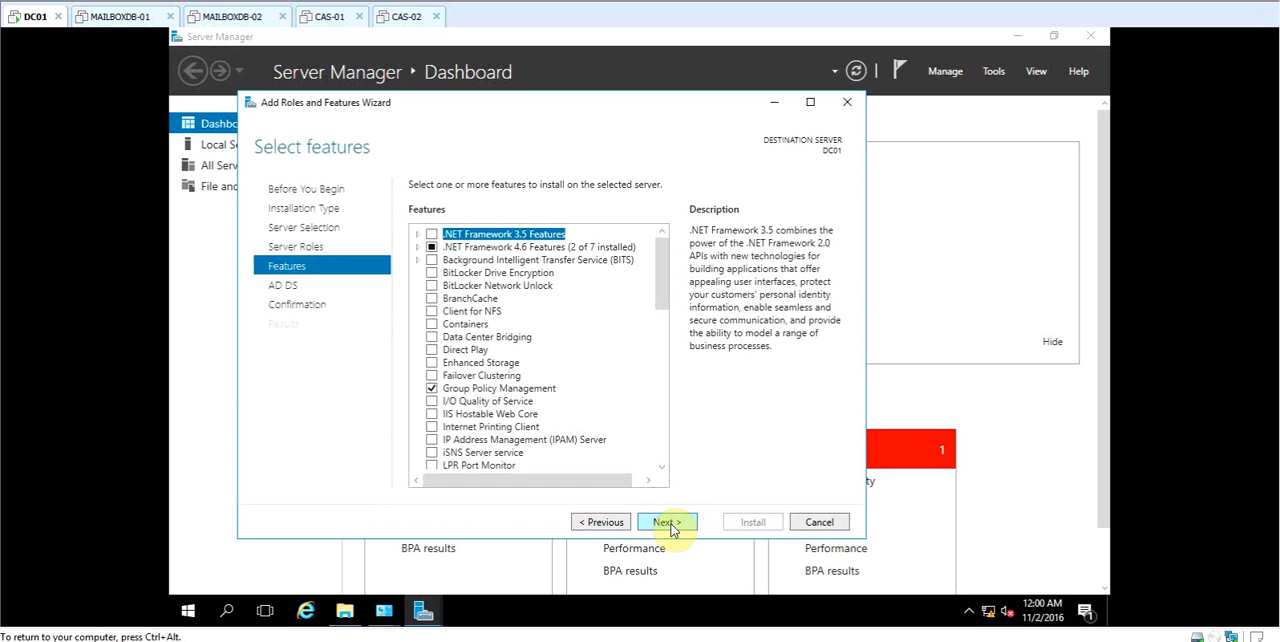 DC01
MAILBOXDB-01
MAILBOXDB-02
CAS-01
CAS-02
Server Manager
Server Manager
Dashboard
Manage
Tools
View
Help
Add Roles and Features Wizard
Select features
DESTINATION SERVER
DC01
Dashbo
Local Se
All Serv
File and
Before You Begin
Installation Type
Server Selection
Server Roles
Features
AD DS
Confirmation
Results
Select one or more features to install on the selected server.
Features
.NET Framework 3.5 Features
.NET Framework 4.6 Features (2 of 7 installed)
Background Intelligent Transfer Service (BITS)
BitLocker Drive Encryption
BitLocker Network Unlock
BranchCache
Client for NFS
Containers
Data Center Bridging
Direct Play
Enhanced Storage
Failover Clustering
Group Policy Management
I/O Quality of Service
IIS Hostable Web Core
Internet Printing Client
IP Address Management (IPAM) Server
iSNS Server service
LPR Port Monitor
Description
.NET Framework 3.5 combines the
power of the .NET Framework 2.0
APIs with new technologies for
building applications that offer
appealing user interfaces, protect
your customers' personal identity
information, enable seamless and
secure communication, and provide
the ability to model a range of
business processes.
Hide
1
ty
< Previous
Next >
Install
Cancel
BPA results
Performance
BPA results
Performance
BPA results
12:00 AM
11/2/2016
1
To return to your computer, press Ctrl+Alt.